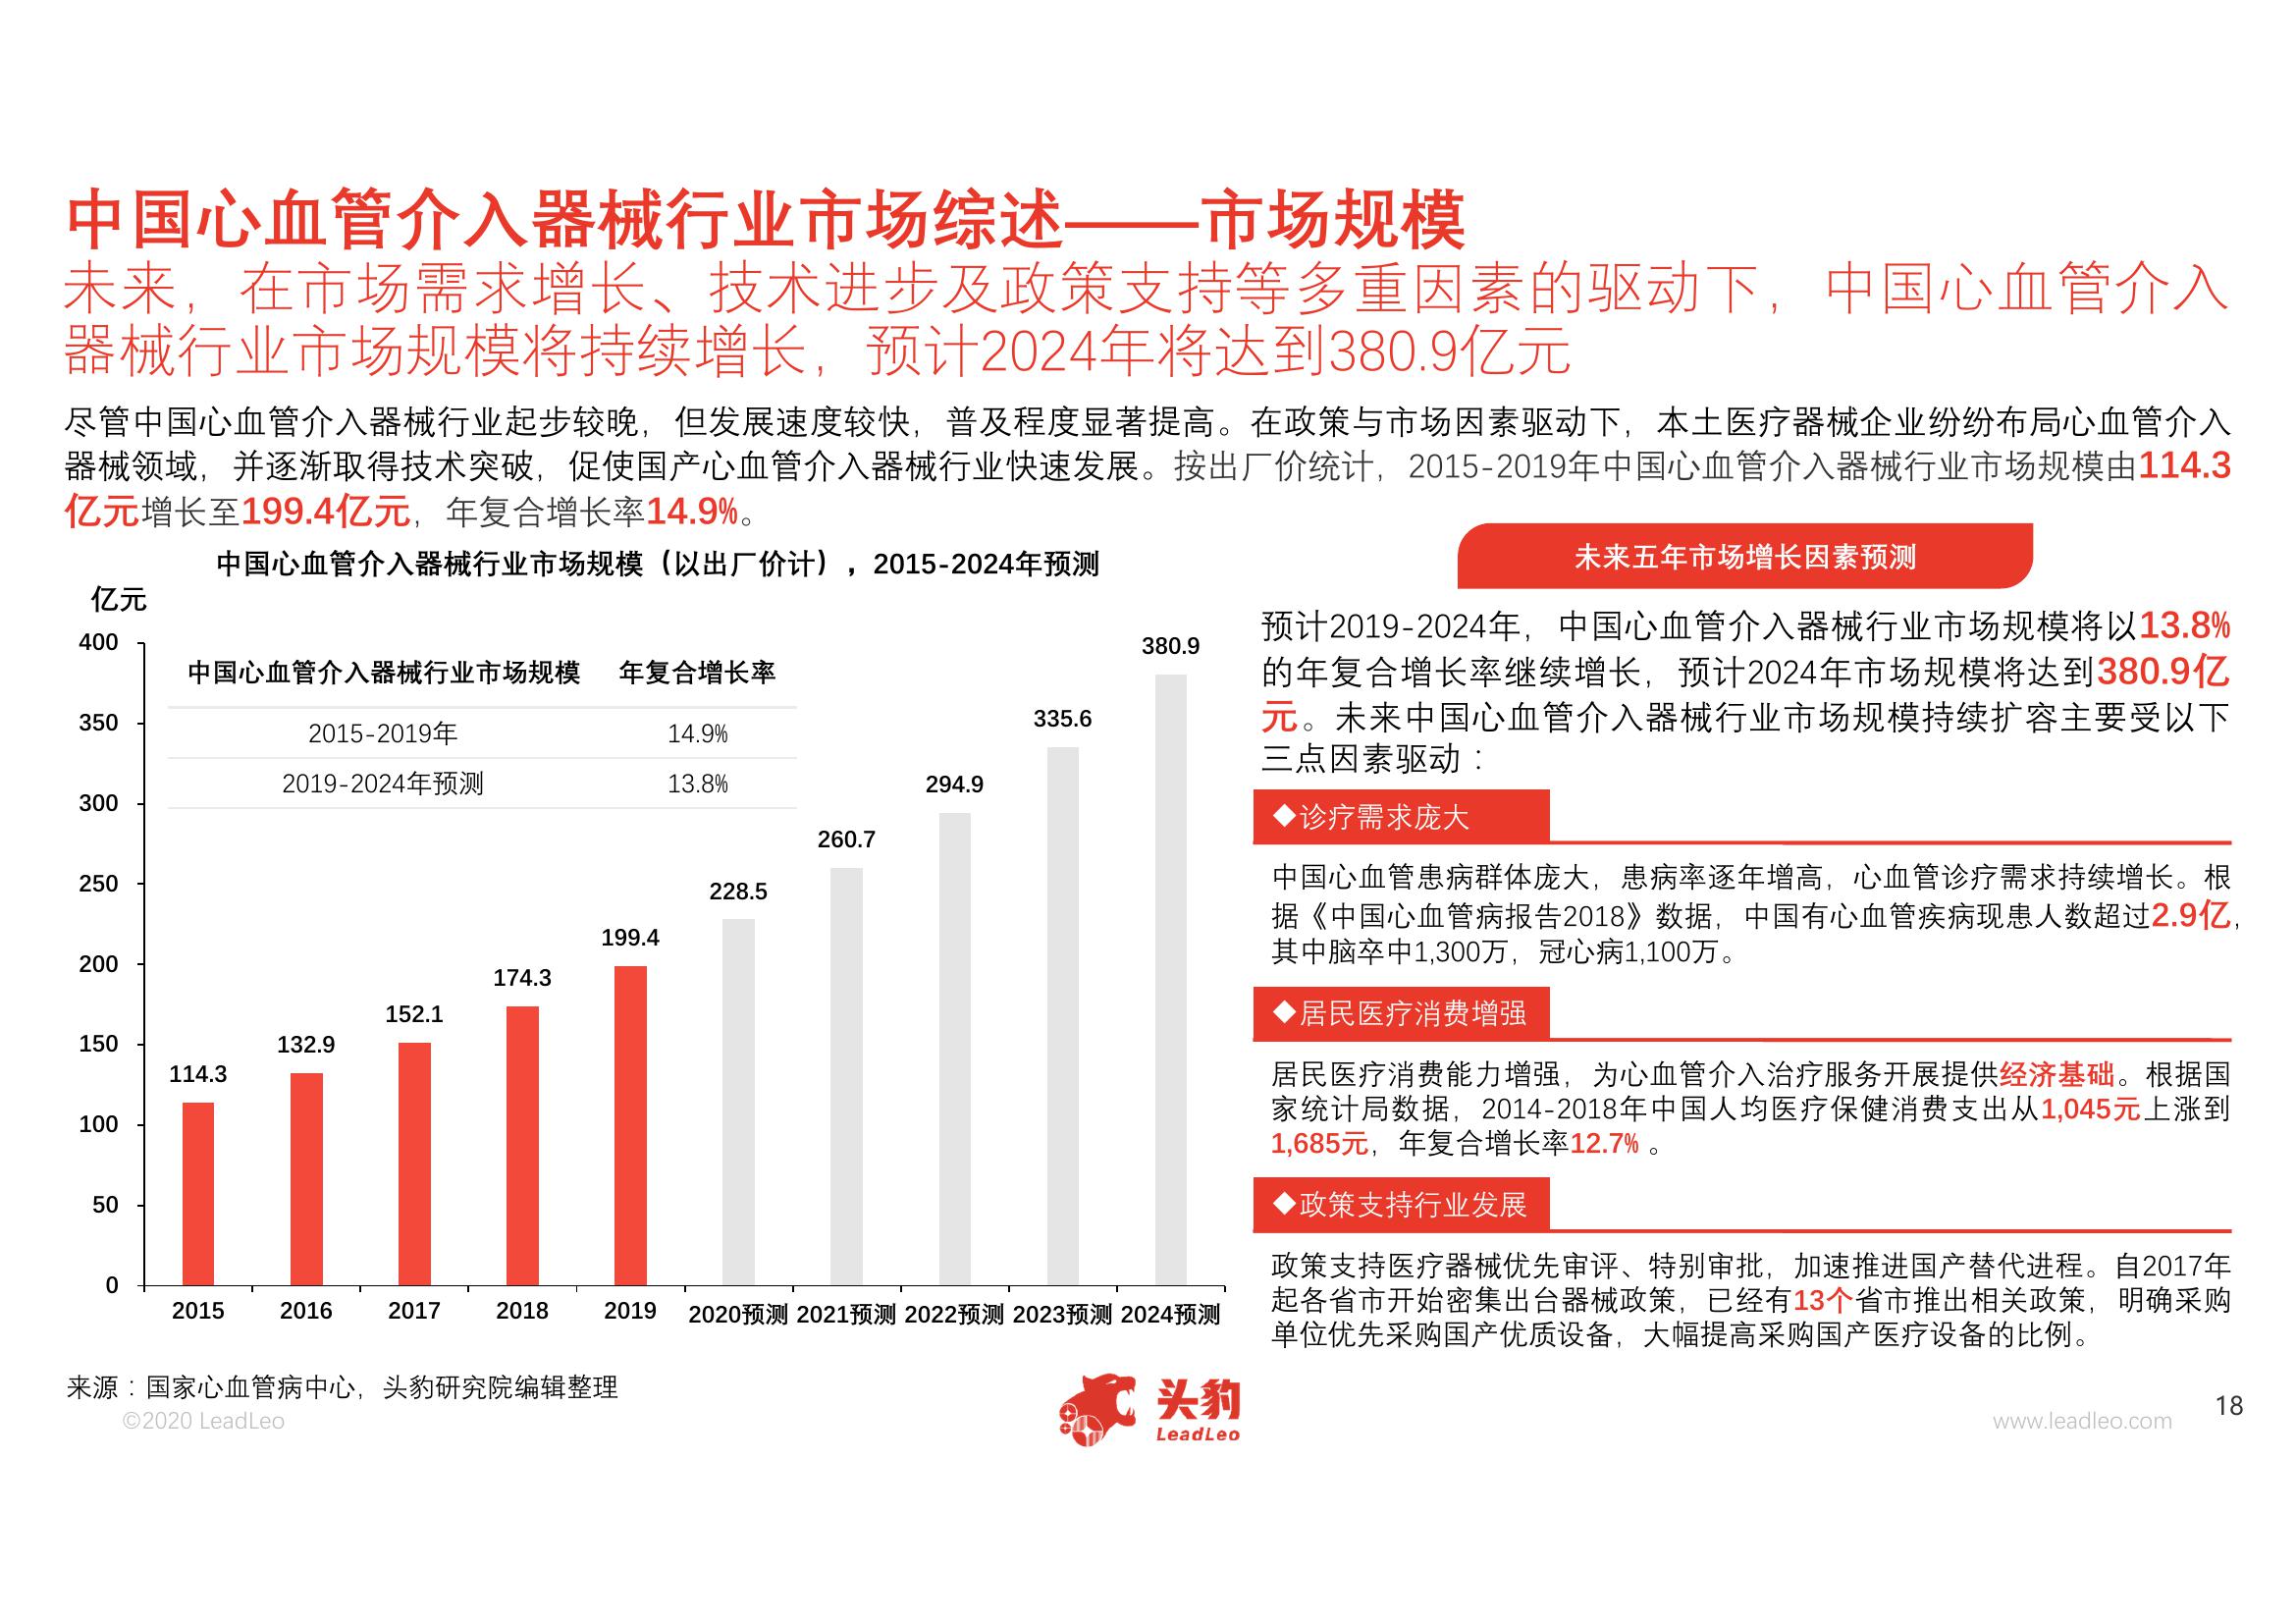 中国心血管介入器械行业市场综述——市场规模
未来，在市场需求增长、技术进步及政策支持等多重因素的驱动下，中国心血管介入
器械行业市场规模将持续增长，预计2024年将达到380.9亿元
尽管中国心血管介入器械行业起步较晚，但发展速度较快，普及程度显著提高。在政策与市场因素驱动下，本土医疗器械企业纷纷布局心血管介入
器械领域，并逐渐取得技术突破，促使国产心血管介入器械行业快速发展。按出厂价统计，2015-2019年中国心血管介入器械行业市场规模由114.3
亿元增长至199.4亿元，年复合增长率14.9%。
中国心血管介入器械行业市场规模（以出厂价计），2015-2024年预测
亿元
400
350
300
250
200
150
100
50
0
中国心血管介入器械行业市场规模 年复合增长率
2015-2019年 14.9%
2019-2024年预测 13.8%
114.3
132.9
152.1
174.3
199.4
228.5
260.7
294.9
335.6
380.9
2015 2016 2017 2018 2019 2020预测 2021预测 2022预测 2023预测 2024预测
未来五年市场增长因素预测
预计2019-2024年，中国心血管介入器械行业市场规模将以13.8%
的年复合增长率继续增长，预计2024年市场规模将达到380.9亿
元。未来中国心血管介入器械行业市场规模持续扩容主要受以下
三点因素驱动：
◆诊疗需求庞大
中国心血管患病群体庞大，患病率逐年增高，心血管诊疗需求持续增长。根
据《中国心血管病报告2018》数据，中国有心血管疾病现患人数超过2.9亿，
其中脑卒中1,300万，冠心病1,100万。
◆居民医疗消费增强
居民医疗消费能力增强，为心血管介入治疗服务开展提供经济基础。根据国
家统计局数据，2014-2018年中国人均医疗保健消费支出从1,045元上涨到
1,685元，年复合增长率12.7% 。
◆政策支持行业发展
政策支持医疗器械优先审评、特别审批，加速推进国产替代进程。自2017年
起各省市开始密集出台器械政策，已经有13个省市推出相关政策，明确采购
单位优先采购国产优质设备，大幅提高采购国产医疗设备的比例。
来源：国家心血管病中心，头豹研究院编辑整理
©2020 LeadLeo
头豹
LeadLeo
www.leadleo.com
18